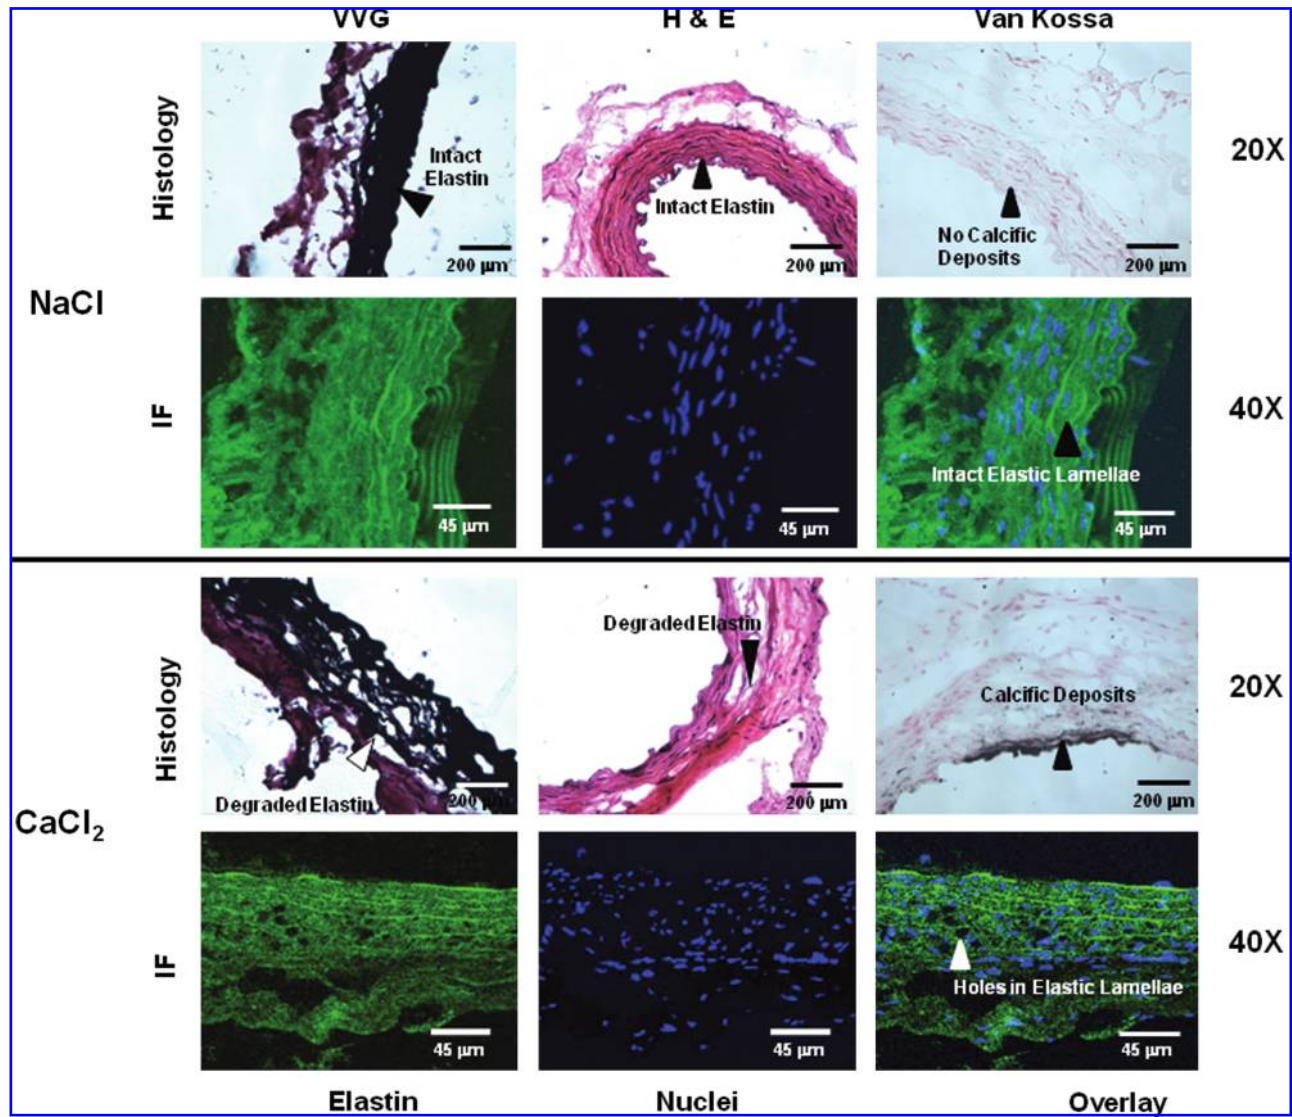 VVG
H & E
Van Kossa
Histology
Intact
Elastin
200 µm
Intact Elastin
200 µm
No Calcific
Deposits
200 µm
20X
NaCl
IF
45 µm
45 µm
Intact Elastic Lamellae
45 µm
40X
Histology
Degraded Elastin
200 µm
Degraded Elastin
200 µm
Calcific Deposits
200 µm
20X
CaCl₂
IF
45 µm
45 µm
Holes in Elastic Lamellae
45 µm
40X
Elastin
Nuclei
Overlay